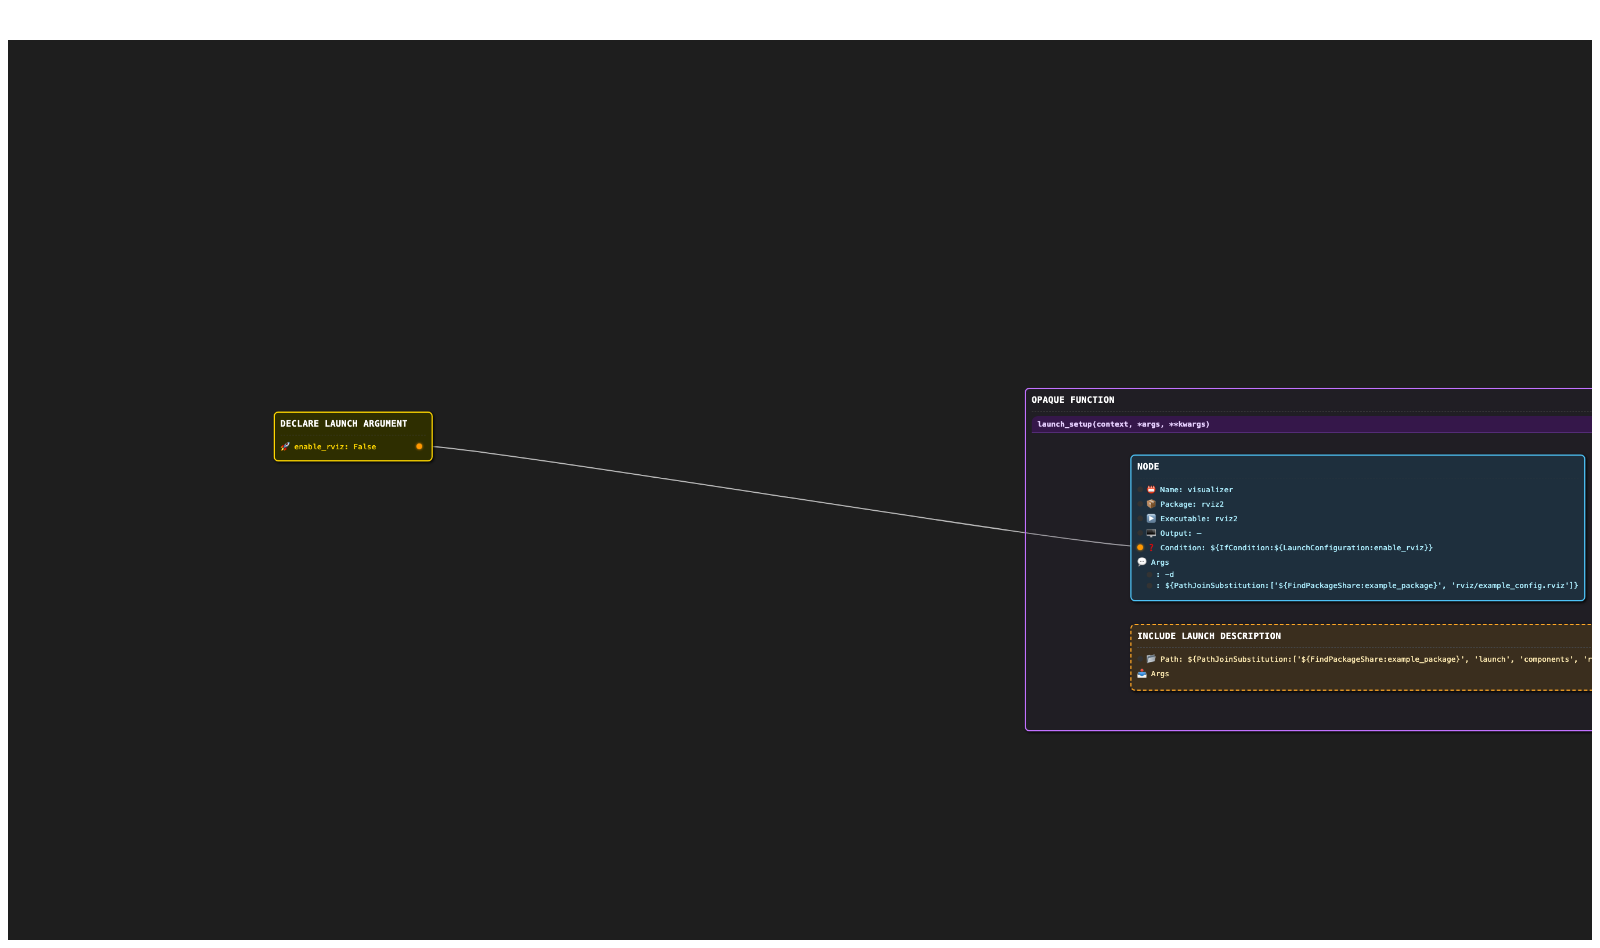 DECLARE LAUNCH ARGUMENT
enable_rviz: False
OPAQUE FUNCTION
launch_setup(context, *args, **kwargs)
NODE
Name: visualizer
Package: rviz2
Executable: rviz2
Output: —
Condition: ${IfCondition:${LaunchConfiguration:enable_rviz}}
Args
: -d
: ${PathJoinSubstitution:['${FindPackageShare:example_package}', 'rviz/example_config.rviz']}
INCLUDE LAUNCH DESCRIPTION
Path: ${PathJoinSubstitution:['${FindPackageShare:example_package}', 'launch', 'components',
Args